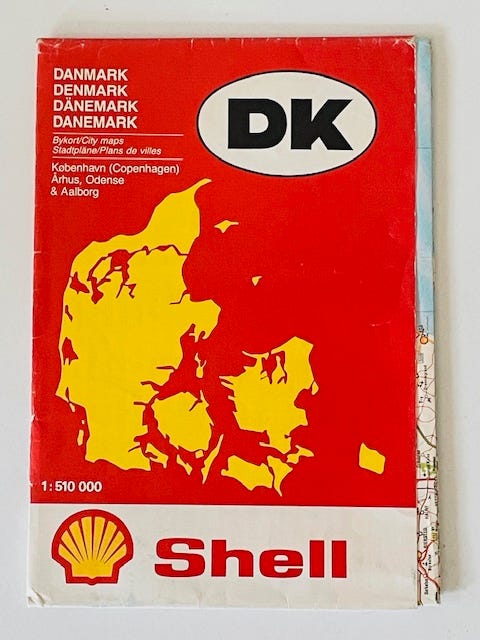 DANMARK
DENMARK
DÄNEMARK
DANEMARK
DK
Bykort/City maps
Stadtpläne/Plans de villes
København (Copenhagen)
Århus, Odense
& Aalborg
1:510 000
Shell